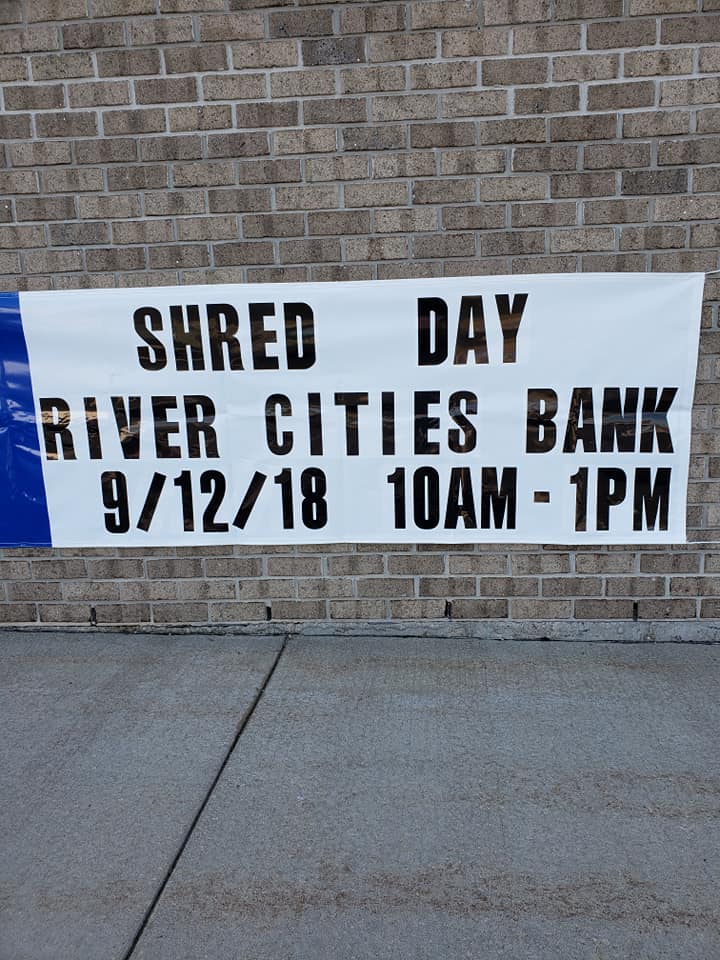 SHRED DAY
RIVER CITIES BANK
9/12/18 10AM - 1PM